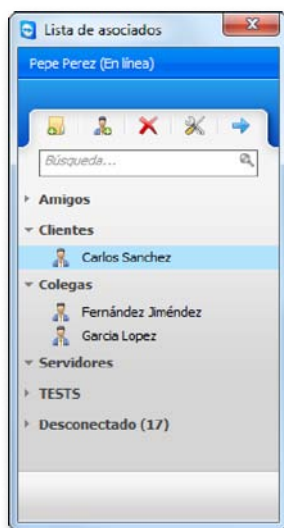 Lista de asociados
Pepe Perez (En línea)
Búsqueda...
Amigos
Clientes
Carlos Sanchez
Colegas
Fernández Jiméndez
Garcia Lopez
Servidores
TESTS
Desconectado (17)